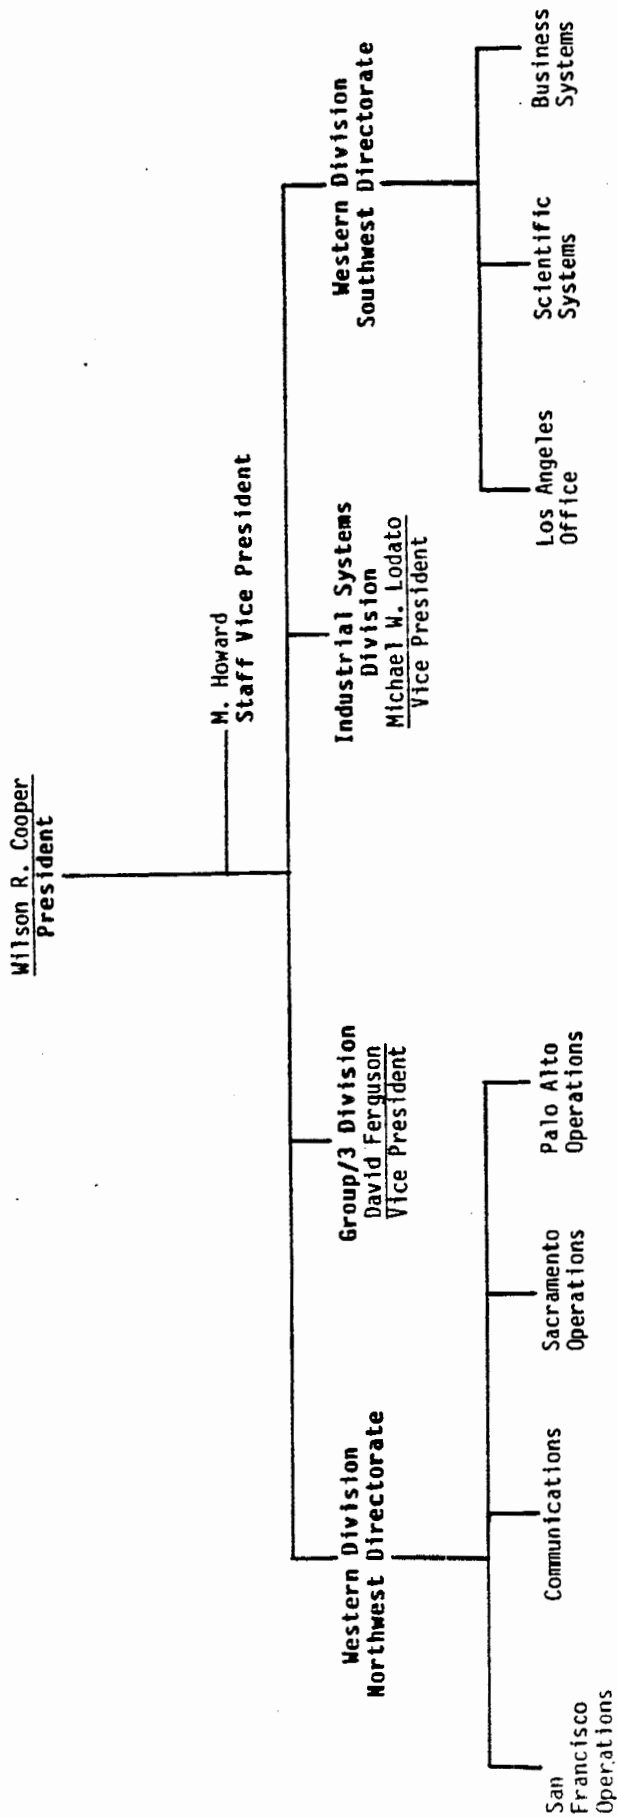 Wilson R. Cooper
President
M. Howard
Staff Vice President
Western Division
Northwest Directorate
Group/3 Division
David Ferguson
Vice President
Industrial Systems
Division
Michael W. Lodato
Vice President
Western Division
Southwest Directorate
San
Francisco
Operations
Communications
Sacramento
Operations
Palo Alto
Operations
Los Angeles
Office
Scientific
Systems
Business
Systems